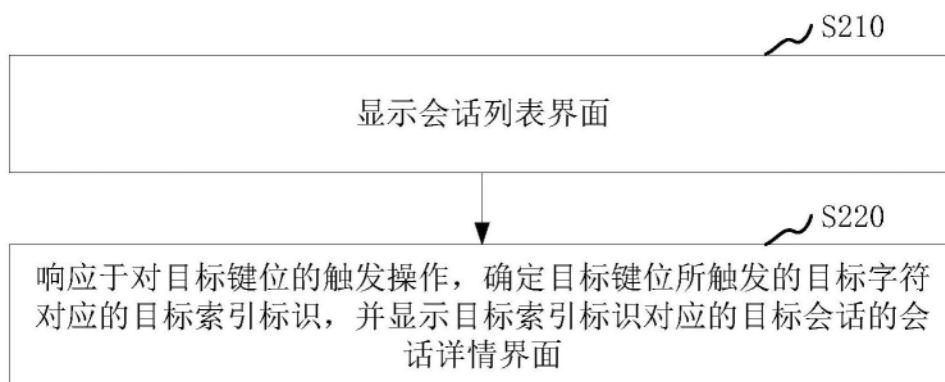 S210
显示会话列表界面
S220
响应于对目标键位的触发操作，确定目标键位所触发的目标字符
对应的目标索引标识，并显示目标索引标识对应的目标会话的会
话详情界面